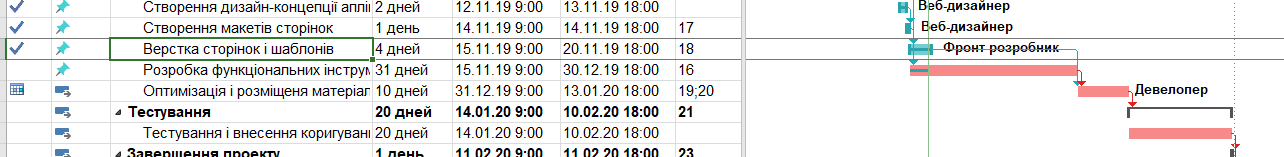 Створення дизайн-концепції аплі 2 дней 12.11.19 9:00 13.11.19 18:00 Веб-дизайнер
Створення макетів сторінок 1 день 14.11.19 9:00 14.11.19 18:00 17 Веб-дизайнер
Верстка сторінок і шаблонів 4 дней 15.11.19 9:00 20.11.19 18:00 18 Фронт розробник
Розробка функціональних інструм 31 дней 15.11.19 9:00 30.12.19 18:00 16
Оптимізація і розміщеня матеріал 10 дней 31.12.19 9:00 13.01.20 18:00 19;20 Девелопер
Тестування 20 дней 14.01.20 9:00 10.02.20 18:00 21
Тестування і внесення коригуван 20 дней 14.01.20 9:00 10.02.20 18:00
Завершення проекту 1 день 11.02.20 9:00 11.02.20 18:00 23